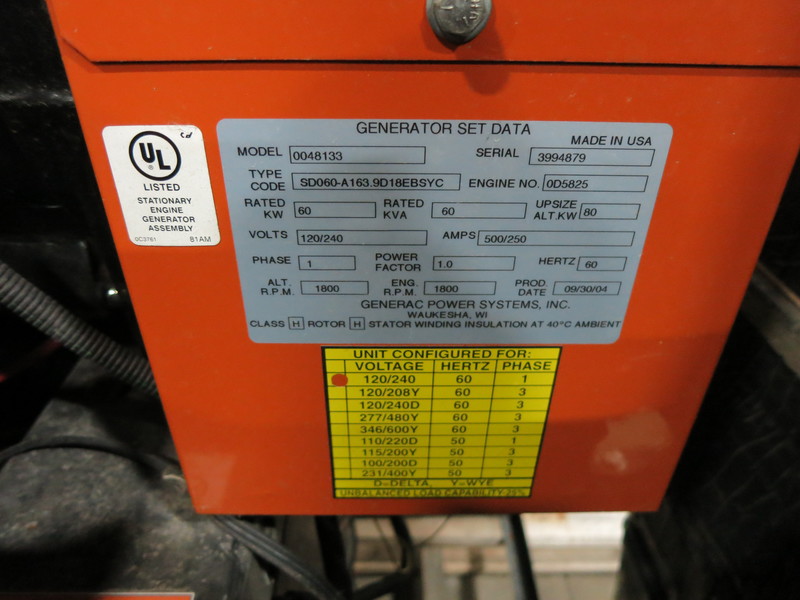 cd
UL
LISTED
STATIONARY
ENGINE
GENERATOR
ASSEMBLY
0C3761 81AM
GENERATOR SET DATA
MADE IN USA
MODEL 0048133 SERIAL 3994879
TYPE CODE SD060-A163.9D18EBSYC ENGINE NO. 0D5825
RATED KW 60 RATED KVA 60 UPSIZE ALT.KW 80
VOLTS 120/240 AMPS 500/250
PHASE 1 POWER FACTOR 1.0 HERTZ 60
ALT. R.P.M. 1800 ENG. R.P.M. 1800 PROD. DATE 09/30/04
GENERAC POWER SYSTEMS, INC.
WAUKESHA, WI
CLASS H ROTOR H STATOR WINDING INSULATION AT 40°C AMBIENT
UNIT CONFIGURED FOR:
VOLTAGE HERTZ PHASE
120/240 60 1
120/208Y 60 3
120/240D 60 3
277/480Y 60 3
346/600Y 60 3
110/220D 50 1
115/200Y 50 3
100/200D 50 3
231/400Y 50 3
D=DELTA, Y=WYE
UNBALANCED LOAD CAPABILITY 25%